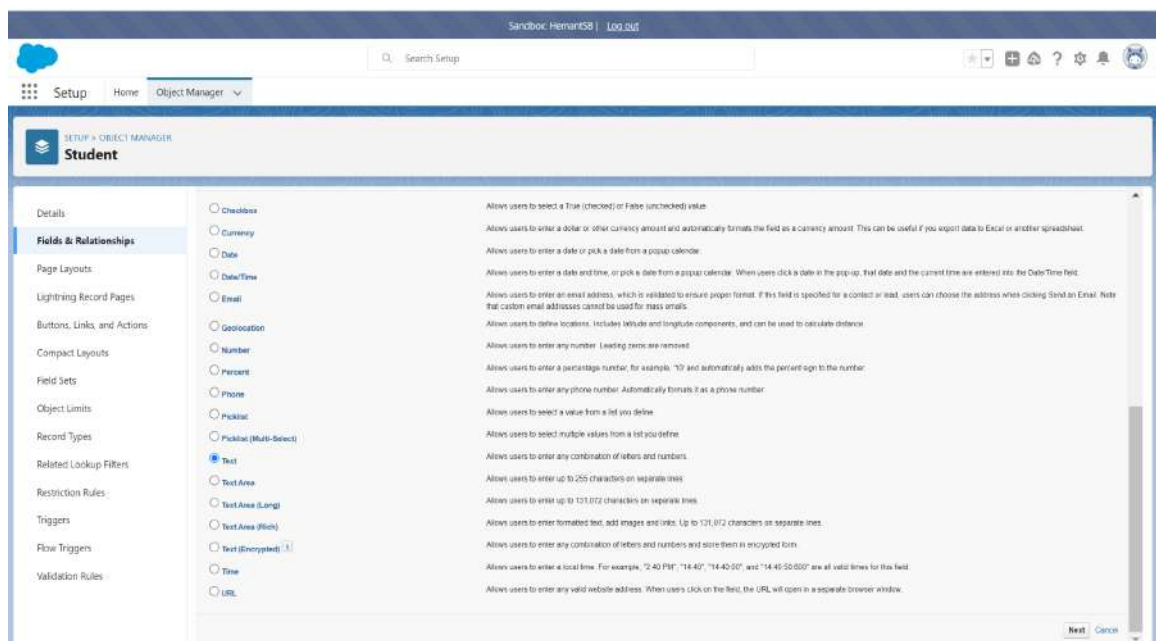 Sandbox: HemantSB | Log out
Search Setup
Setup Home Object Manager
SETUP > OBJECT MANAGER
Student
Details
Fields & Relationships
Page Layouts
Lightning Record Pages
Buttons, Links, and Actions
Compact Layouts
Field Sets
Object Limits
Record Types
Related Lookup Filters
Restriction Rules
Triggers
Flow Triggers
Validation Rules
Checkbox Allows users to select a True (checked) or False (unchecked) value.
Currency Allows users to enter a dollar or other currency amount and automatically formats the field as a currency amount. This can be useful if you export data to Excel or another spreadsheet.
Date Allows users to enter a date or pick a date from a popup calendar.
Date/Time Allows users to enter a date and time, or pick a date from a popup calendar. When users click a date in the pop-up, that date and the current time are entered into the Date/Time field.
Email Allows users to enter an email address, which is validated to ensure proper format. If this field is specified for a contact or lead, users can choose the address when clicking Send an Email. Note
that custom email addresses cannot be used for mass emails.
Geolocation Allows users to define locations. Includes latitude and longitude components, and can be used to calculate distance.
Number Allows users to enter any number. Leading zeros are removed.
Percent Allows users to enter a percentage number, for example, '10' and automatically adds the percent sign to the number.
Phone Allows users to enter any phone number. Automatically formats it as a phone number.
Picklist Allows users to select a value from a list you define.
Picklist (Multi-Select) Allows users to select multiple values from a list you define.
Text Allows users to enter any combination of letters and numbers.
Text Area Allows users to enter up to 255 characters on separate lines.
Text Area (Long) Allows users to enter up to 131,072 characters on separate lines.
Text Area (Rich) Allows users to enter formatted text, add images and links. Up to 131,072 characters on separate lines.
Text (Encrypted) Allows users to enter any combination of letters and numbers and store them in encrypted form.
Time Allows users to enter a local time. For example, "2:40 PM", "14:40", "14:40:00", and "14:40:50.600" are all valid times for this field.
URL Allows users to enter any valid website address. When users click on the field, the URL will open in a separate browser window.
Next Cancel